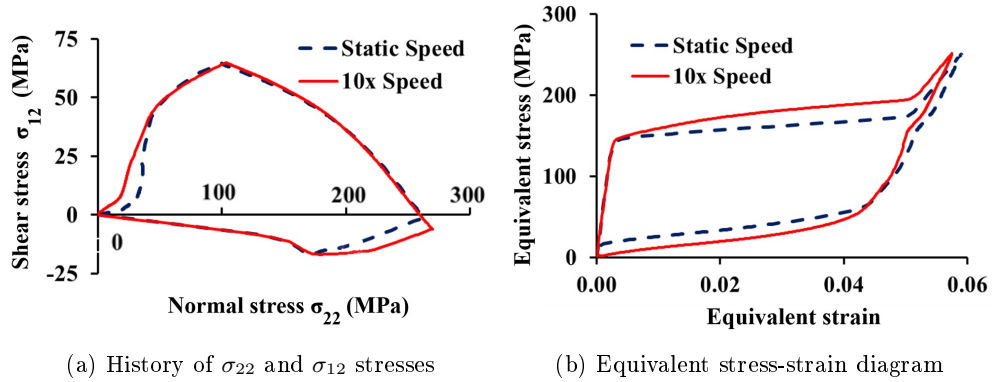 75
50
25
0
-25
Shear stress σ12 (MPa)
Static Speed
10x Speed
0
100
200
300
Normal stress σ22 (MPa)
(a) History of σ22 and σ12 stresses
300
200
100
0
Equivalent stress (MPa)
Static Speed
10x Speed
0.00
0.02
0.04
0.06
Equivalent strain
(b) Equivalent stress-strain diagram